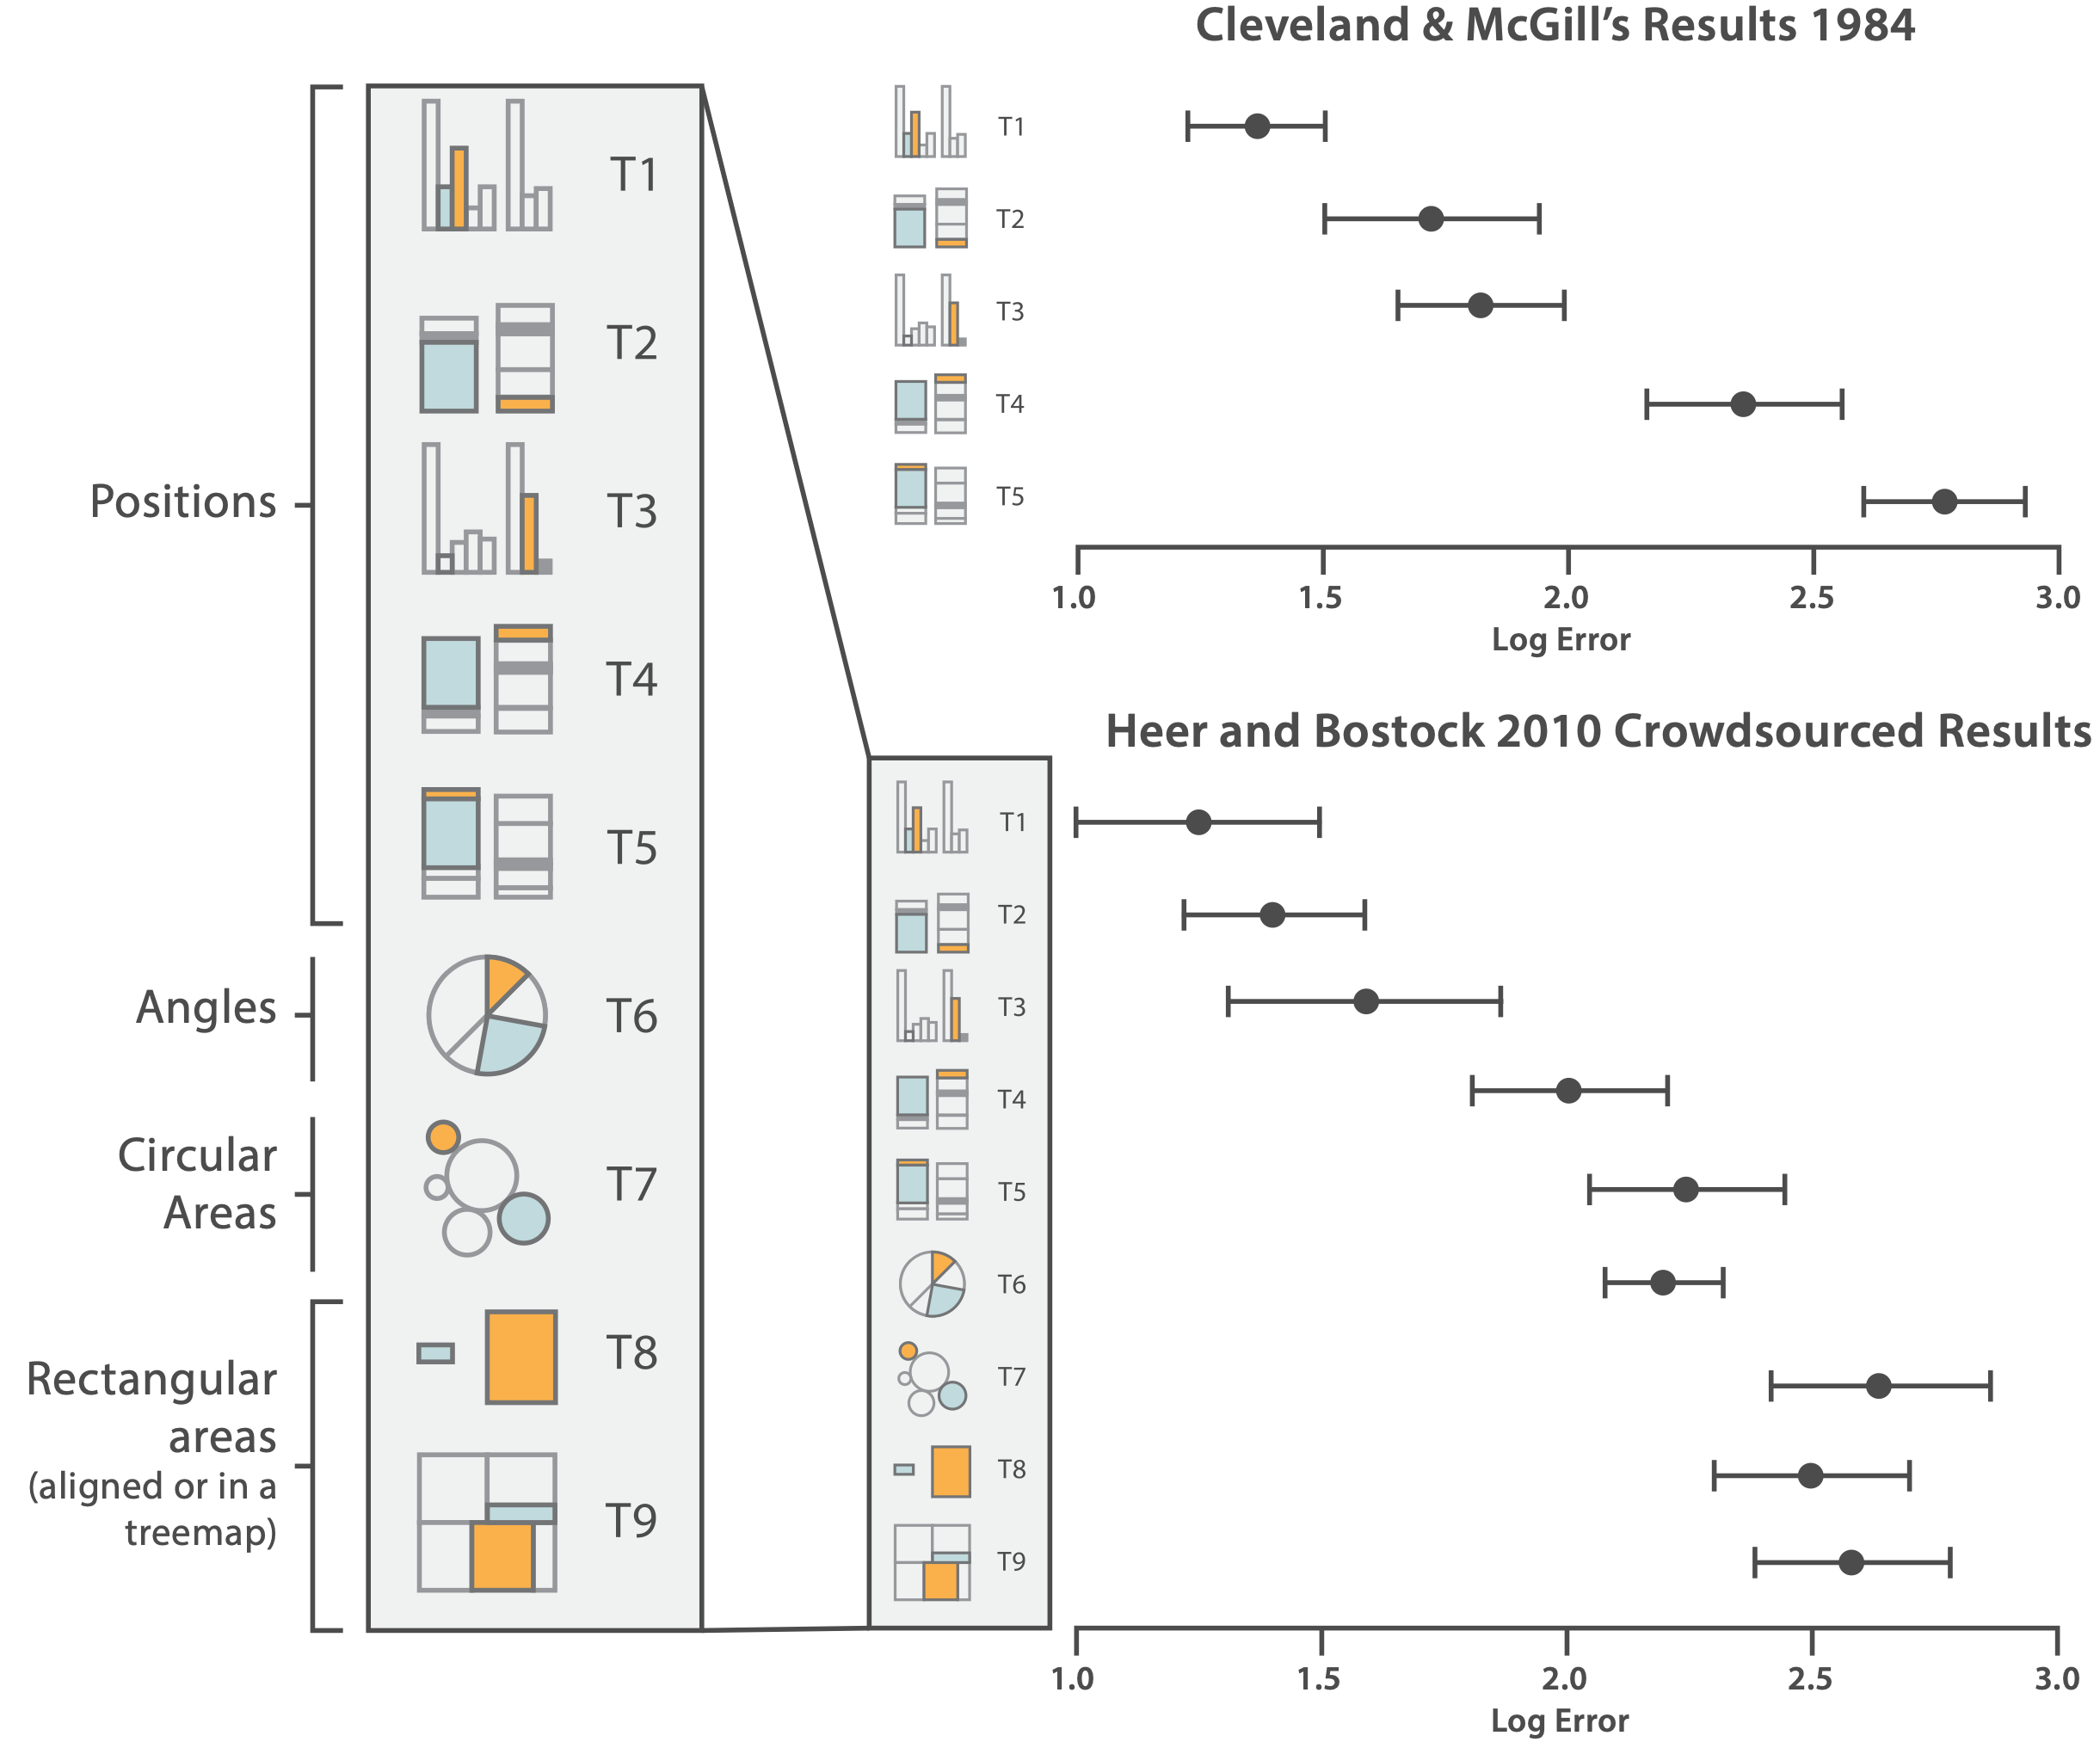 Cleveland & McGill’s Results 1984
Positions
T1
T2
T3
T4
T5
Angles
T6
Circular
Areas
T7
Rectangular
areas
(aligned or in a
treemap)
T8
T9
T1
T2
T3
T4
T5
1.0 1.5 2.0 2.5 3.0
Log Error
Heer and Bostock 2010 Crowdsourced Results
T1
T2
T3
T4
T5
T6
T7
T8
T9
1.0 1.5 2.0 2.5 3.0
Log Error